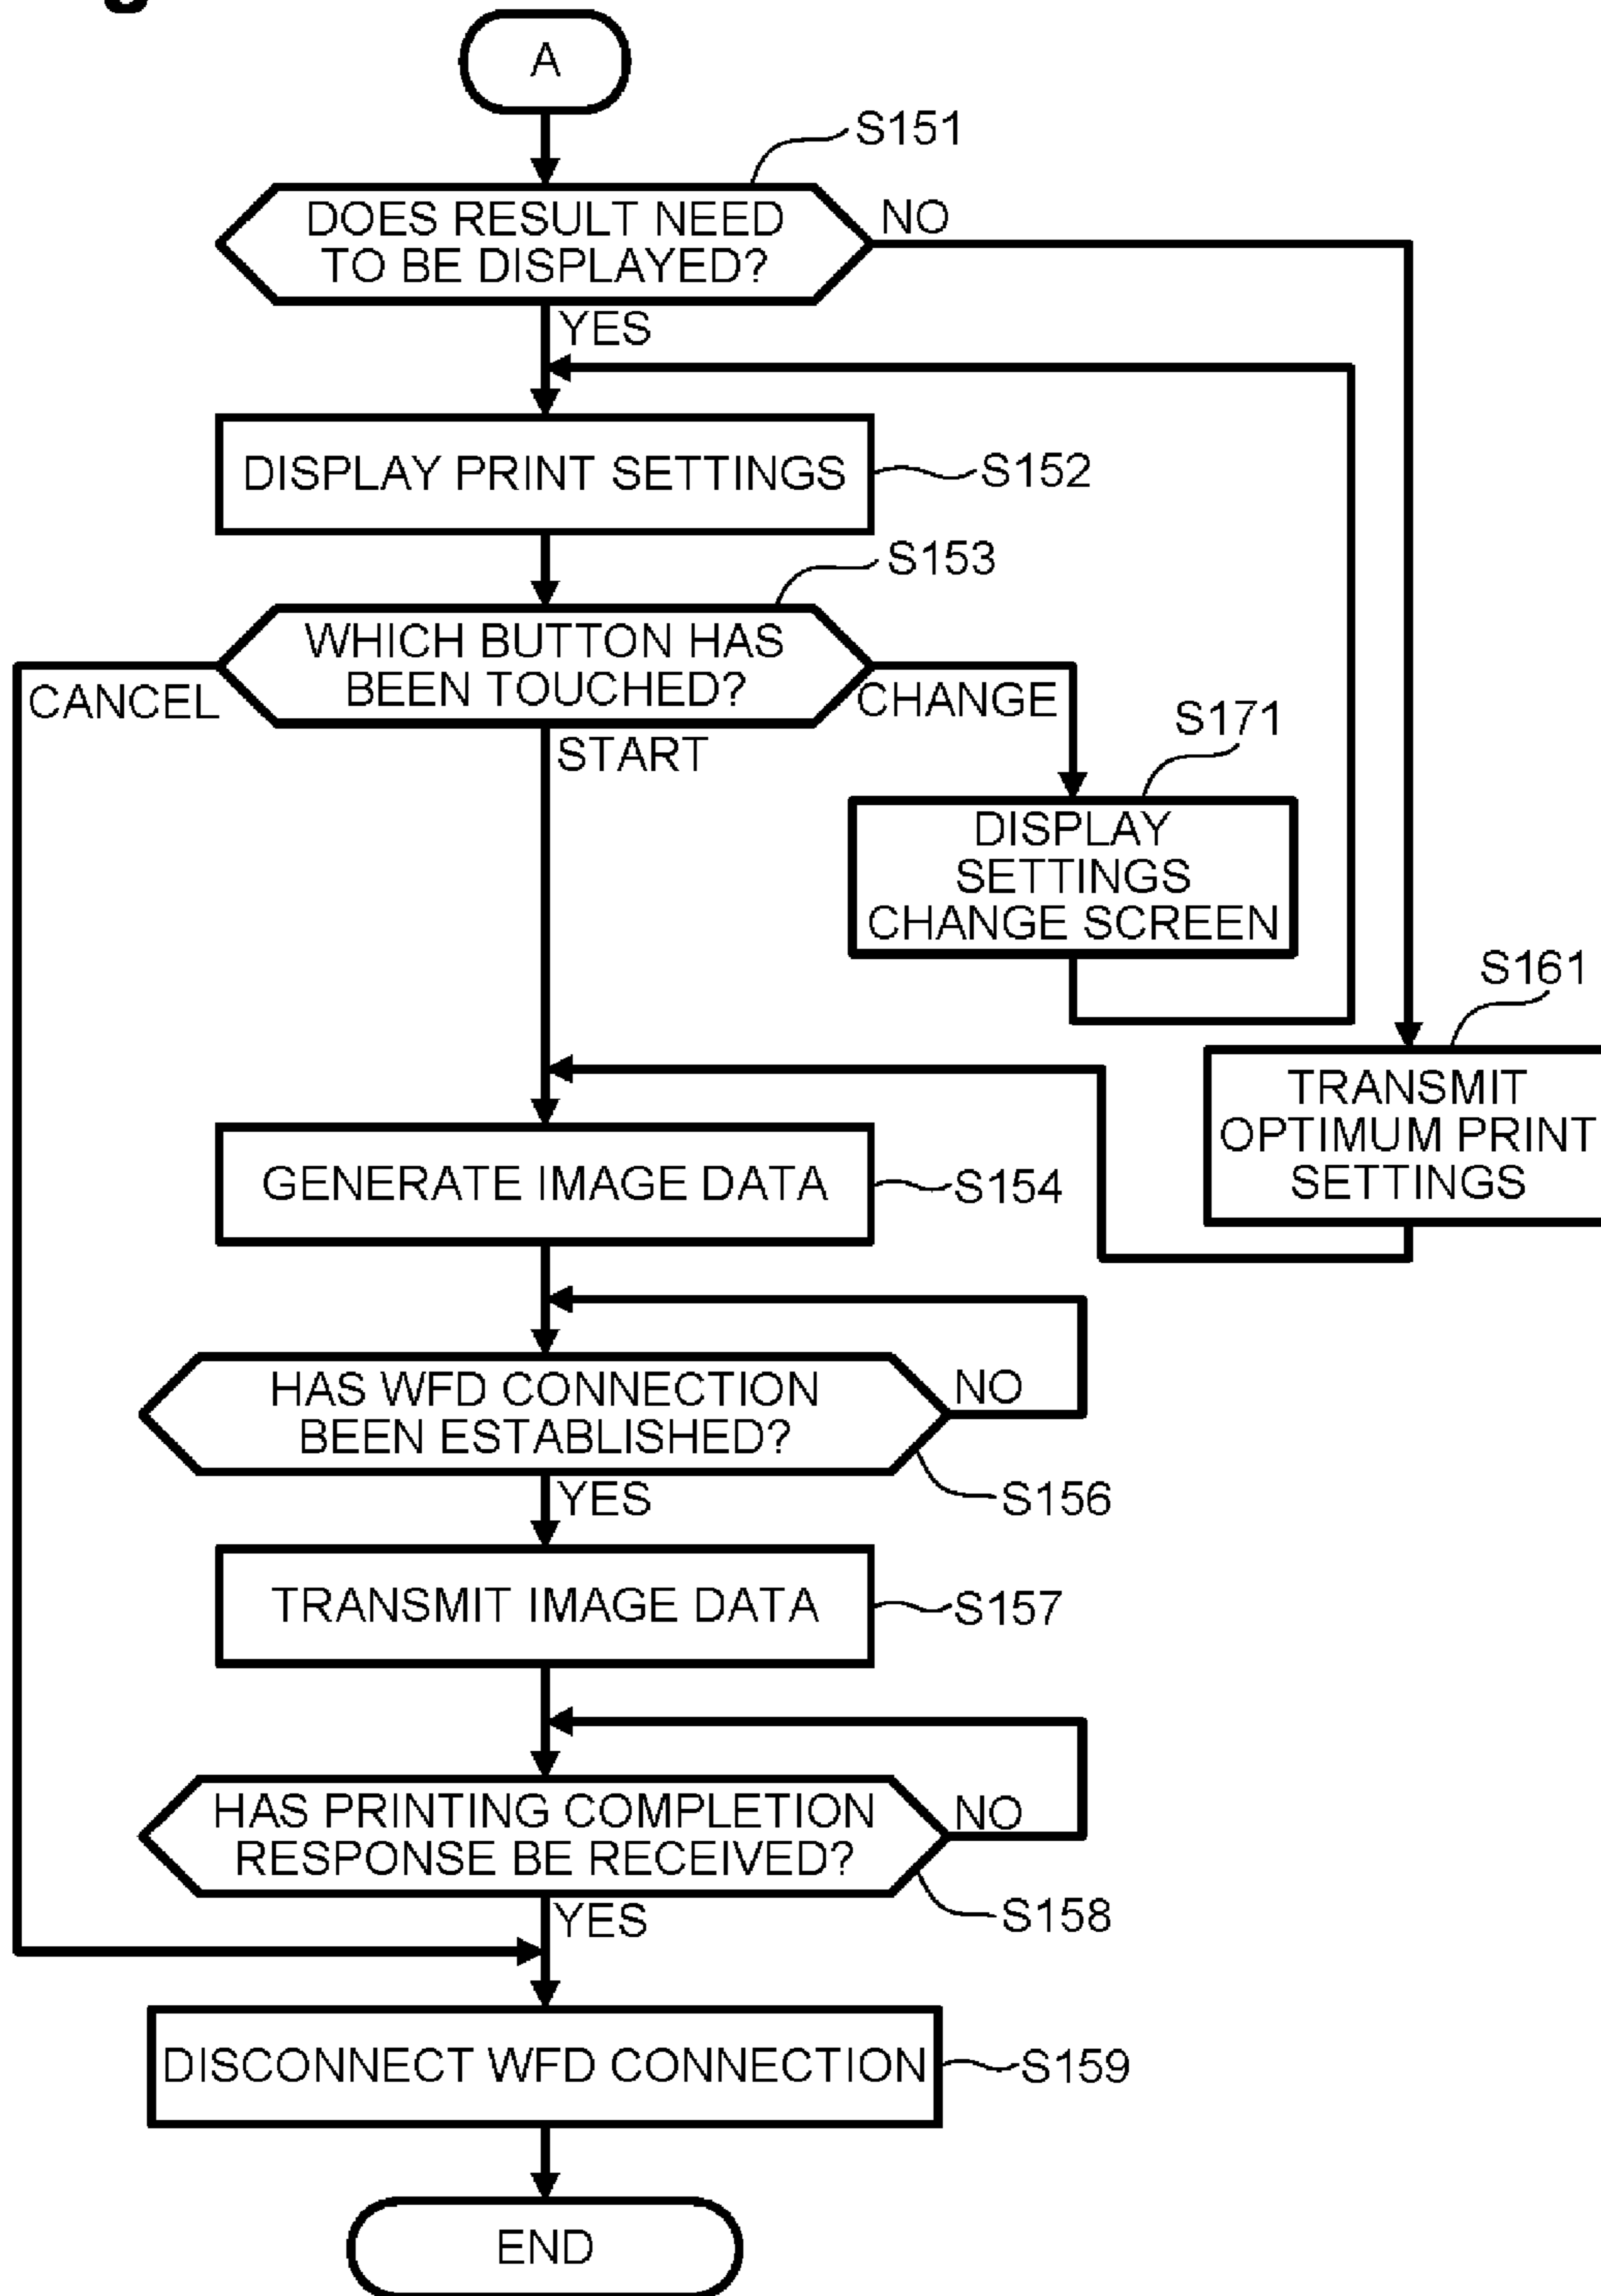 A
S151
DOES RESULT NEED
TO BE DISPLAYED?
NO
YES
DISPLAY PRINT SETTINGS
S152
S153
WHICH BUTTON HAS
BEEN TOUCHED?
CANCEL
CHANGE
START
S171
DISPLAY
SETTINGS
CHANGE SCREEN
S161
TRANSMIT
OPTIMUM PRINT
SETTINGS
GENERATE IMAGE DATA
S154
HAS WFD CONNECTION
BEEN ESTABLISHED?
NO
YES
S156
TRANSMIT IMAGE DATA
S157
HAS PRINTING COMPLETION
RESPONSE BE RECEIVED?
NO
YES
S158
DISCONNECT WFD CONNECTION
S159
END